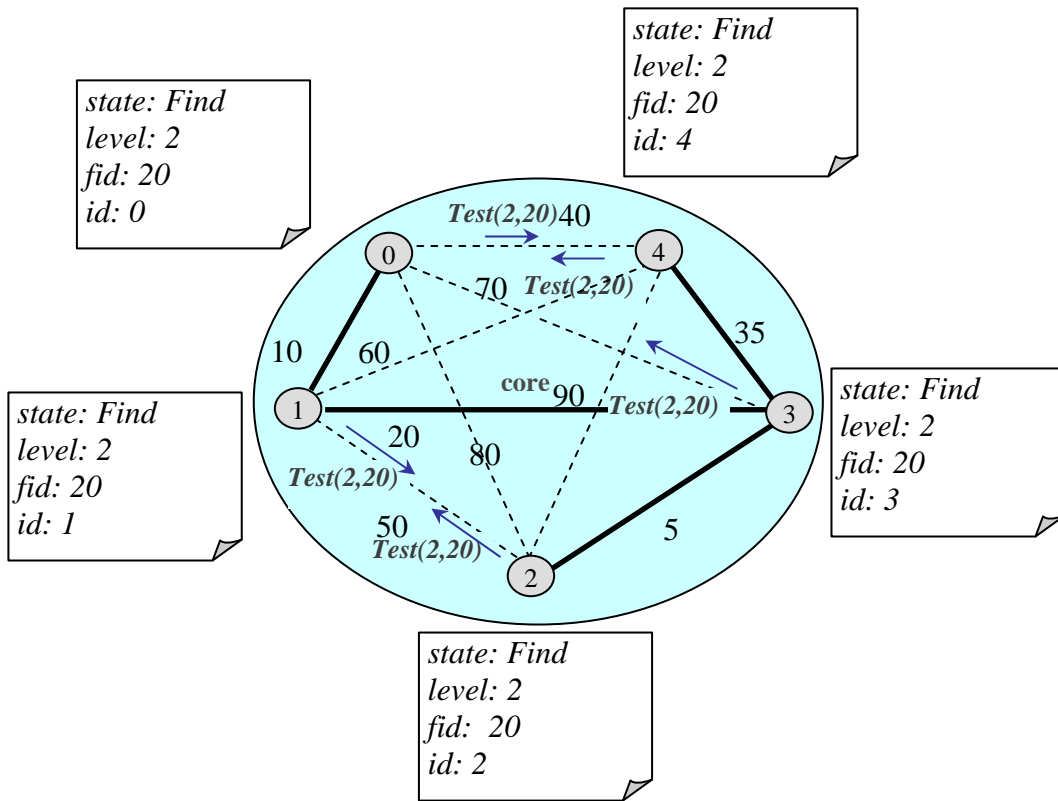 state: Find
level: 2
fid: 20
id: 4
state: Find
level: 2
fid: 20
id: 0
Test(2,20) 40
0
4
Test(2,20)
70
35
10
60
core
90
1
Test(2,20)
3
state: Find
level: 2
fid: 20
id: 1
state: Find
level: 2
fid: 20
id: 3
20
80
Test(2,20)
50
5
Test(2,20)
2
state: Find
level: 2
fid:  20
id: 2